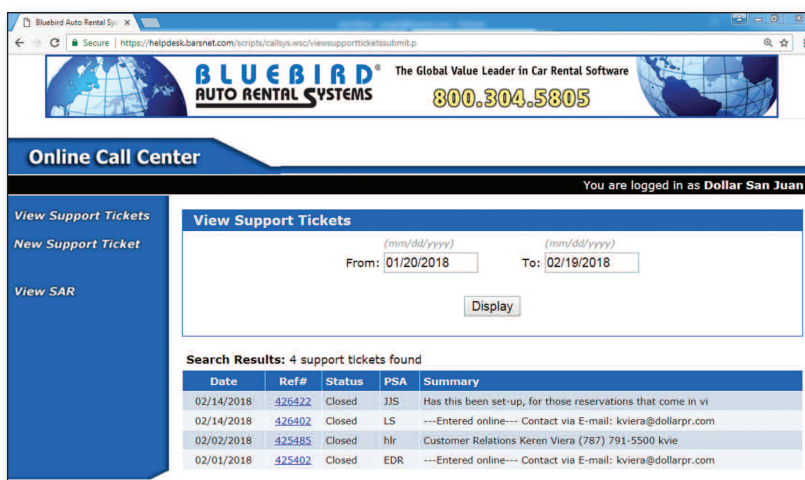 Bluebird Auto Rental Sy
Secure | https://helpdesk.barsnet.com/scripts/callsys.wsc/viewsupportticketssubmit.p
BLUEBIRD®
AUTO RENTAL SYSTEMS
The Global Value Leader in Car Rental Software
800.304.5805
Online Call Center
You are logged in as Dollar San Juan
View Support Tickets
New Support Ticket
View SAR
View Support Tickets
(mm/dd/yyyy) (mm/dd/yyyy)
From: 01/20/2018 To: 02/19/2018
Display
Search Results: 4 support tickets found
Date Ref# Status PSA Summary
02/14/2018 426422 Closed JJS Has this been set-up, for those reservations that come in vi
02/14/2018 426402 Closed LS ---Entered online--- Contact via E-mail: kviera@dollarpr.com
02/02/2018 425485 Closed hlr Customer Relations Keren Viera (787) 791-5500 kvie
02/01/2018 425402 Closed EDR ---Entered online--- Contact via E-mail: kviera@dollarpr.com